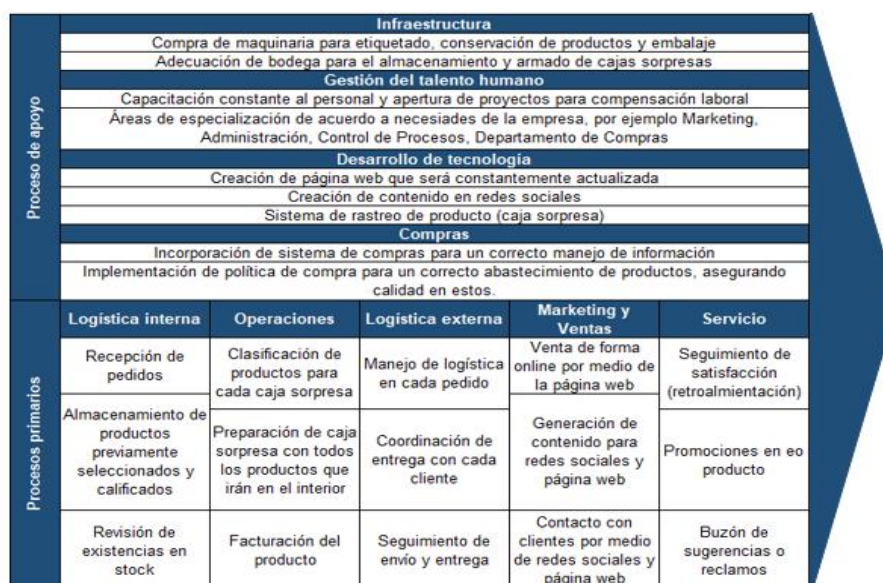 Proceso de apoyo
Infraestructura
Compra de maquinaria para etiquetado, conservación de productos y embalaje
Adecuación de bodega para el almacenamiento y armado de cajas sorpresas
Gestión del talento humano
Capacitación constante al personal y apertura de proyectos para compensación laboral
Áreas de especialización de acuerdo a necesiades de la empresa, por ejemplo Marketing,
Administración, Control de Procesos, Departamento de Compras
Desarrollo de tecnología
Creación de página web que será constantemente actualizada
Creación de contenido en redes sociales
Sistema de rastreo de producto (caja sorpresa)
Compras
Incorporación de sistema de compras para un correcto manejo de información
Implementación de política de compra para un correcto abastecimiento de productos, asegurando
calidad en estos.
Procesos primarios
Logística interna
Operaciones
Logística externa
Marketing y
Ventas
Servicio
Recepción de
pedidos
Clasificación de
productos para
cada caja sorpresa
Manejo de logística
en cada pedido
Venta de forma
online por medio de
la página web
Seguimiento de
satisfacción
(retroalmientación)
Almacenamiento de
productos
previamente
seleccionados y
calificados
Preparación de caja
sorpresa con todos
los productos que
irán en el interior
Coordinación de
entrega con cada
cliente
Generación de
contenido para
redes sociales y
página web
Promociones en eo
producto
Revisión de
existencias en
stock
Facturación del
producto
Seguimiento de
envío y entrega
Contacto con
clientes por medio
de redes sociales y
página web
Buzón de
sugerencias o
reclamos